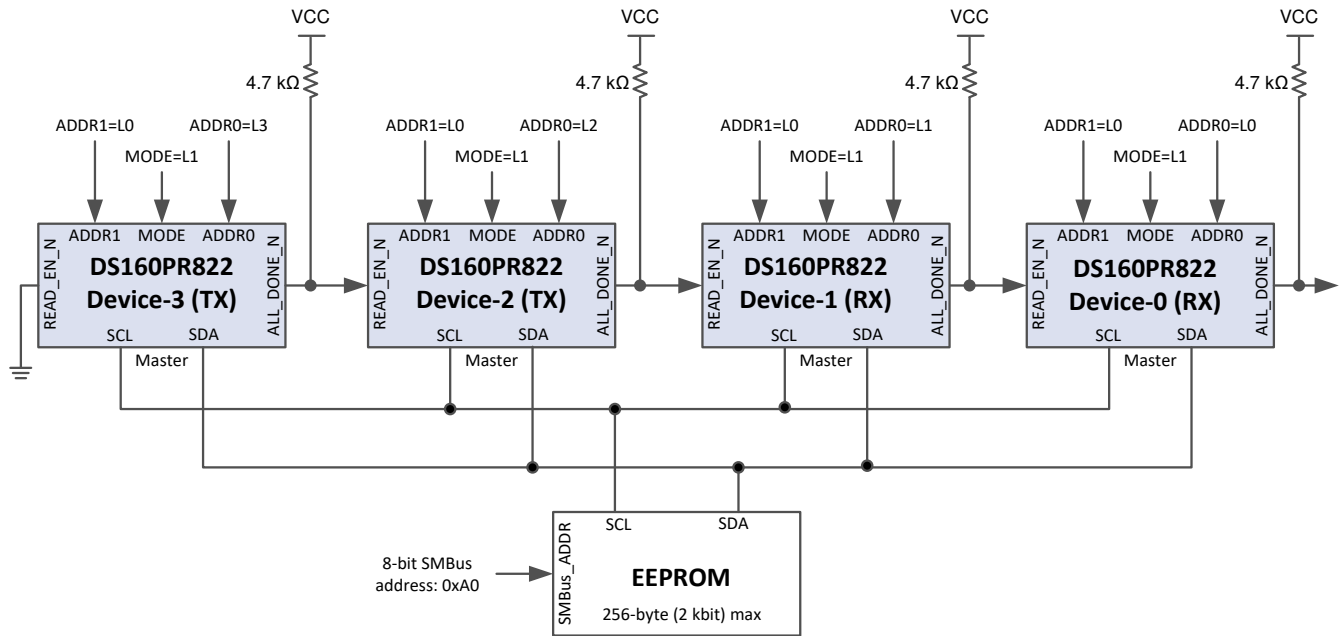 VCC
VCC
VCC
VCC
4.7 kΩ
4.7 kΩ
4.7 kΩ
4.7 kΩ
ADDR1=L0
ADDR0=L3
MODE=L1
ADDR1=L0
ADDR0=L2
MODE=L1
ADDR1=L0
ADDR0=L1
MODE=L1
ADDR1=L0
ADDR0=L0
MODE=L1
READ_EN_N
ADDR1 MODE ADDR0
DS160PR822
Device-3 (TX)
SCL SDA
ALL_DONE_N
Master
READ_EN_N
ADDR1 MODE ADDR0
DS160PR822
Device-2 (TX)
SCL SDA
ALL_DONE_N
Master
READ_EN_N
ADDR1 MODE ADDR0
DS160PR822
Device-1 (RX)
SCL SDA
ALL_DONE_N
Master
READ_EN_N
ADDR1 MODE ADDR0
DS160PR822
Device-0 (RX)
SCL SDA
ALL_DONE_N
Master
8-bit SMBus
address: 0xA0
SMBus_ADDR
SCL SDA
EEPROM
256-byte (2 kbit) max